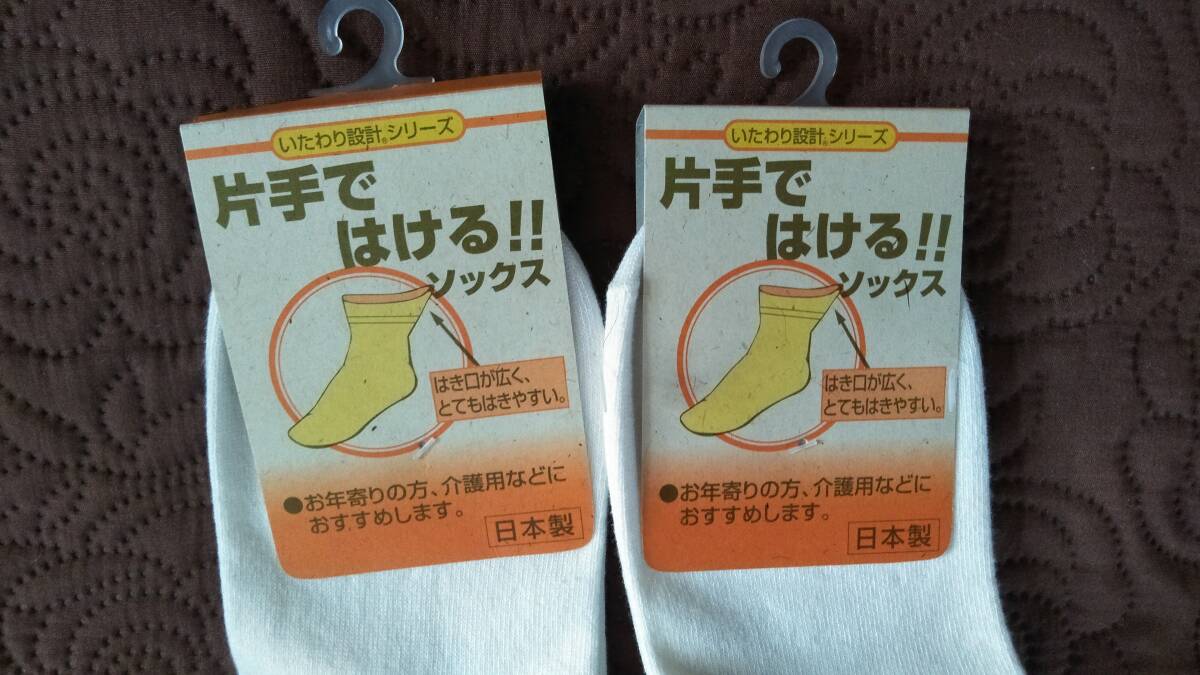 いたわり設計®シリーズ
片手で
はける!!
ソックス
はき口が広く、
とてもはきやすい。
●お年寄りの方、介護用などに
おすすめします。
日本製
いたわり設計®シリーズ
片手で
はける!!
ソックス
はき口が広く、
とてもはきやすい。
●お年寄りの方、介護用などに
おすすめします。
日本製